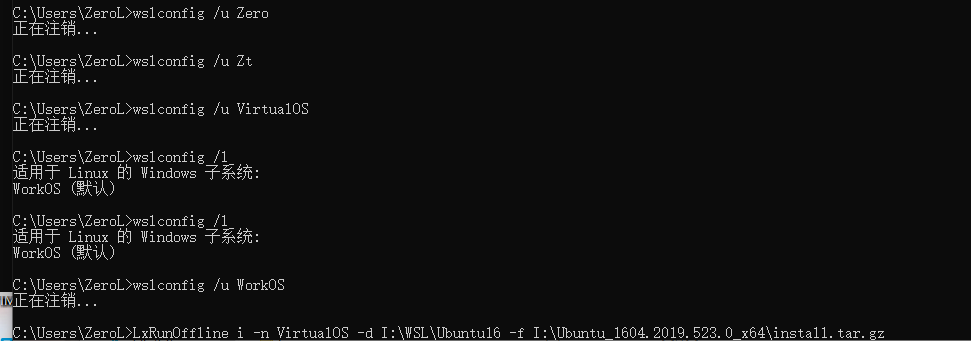 C:\Users\ZeroL>wslconfig /u Zero
正在注销...
C:\Users\ZeroL>wslconfig /u Zt
正在注销...
C:\Users\ZeroL>wslconfig /u VirtualOS
正在注销...
C:\Users\ZeroL>wslconfig /l
适用于 Linux 的 Windows 子系统:
WorkOS (默认)
C:\Users\ZeroL>wslconfig /l
适用于 Linux 的 Windows 子系统:
WorkOS (默认)
C:\Users\ZeroL>wslconfig /u WorkOS
正在注销...
C:\Users\ZeroL>LxRunOffline i -n VirtualOS -d I:\WSL\Ubuntu16 -f I:\Ubuntu_1604.2019.523.0_x64\install.tar.gz